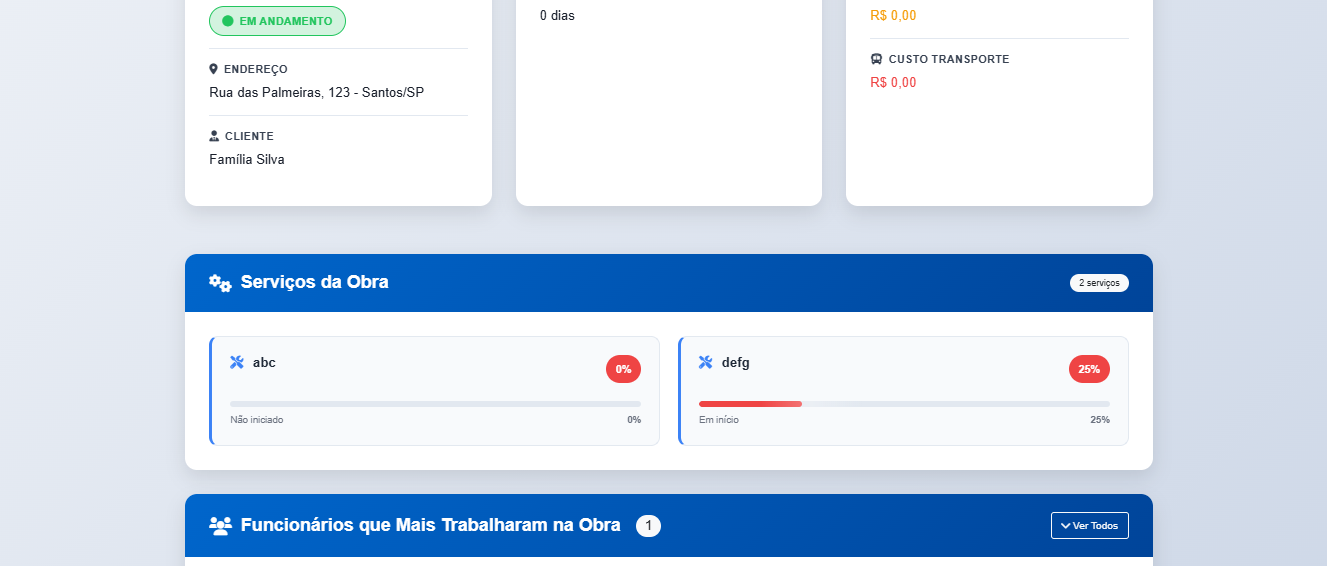 EM ANDAMENTO
ENDEREÇO
Rua das Palmeiras, 123 - Santos/SP
CLIENTE
Família Silva
0 dias
R$ 0,00
CUSTO TRANSPORTE
R$ 0,00
Serviços da Obra
2 serviços
abc
0%
Não iniciado
0%
defg
25%
Em início
25%
Funcionários que Mais Trabalharam na Obra 1
Ver Todos